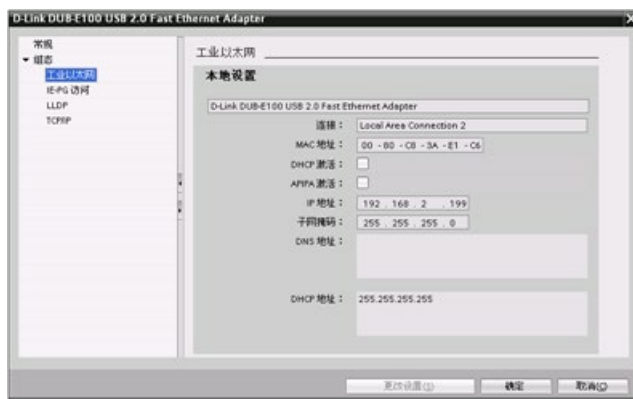 D-Link DUB-E100 USB 2.0 Fast Ethernet Adapter
常规
组态
工业以太网
IE-PG 访问
LLDP
TCP/IP
工业以太网
本地设置
D-Link DUB-E100 USB 2.0 Fast Ethernet Adapter
连接： Local Area Connection 2
MAC 地址： 00 -80 -C8 -3A -E1 -C6
DHCP 激活：
APIPA 激活：
IP 地址： 192 . 168 . 2 . 199
子网掩码： 255 . 255 . 255 . 0
DNS 地址：
DHCP 地址： 255.255.255.255
更改设置(S) 确定 取消(C)